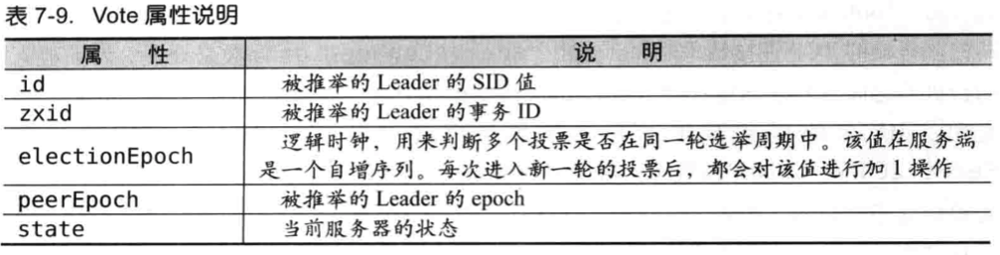 表 7-9. Vote 属性说明
属 性 说 明
id 被推举的 Leader 的 SID 值
zxid 被推举的 Leader 的事务 ID
electionEpoch 逻辑时钟，用来判断多个投票是否在同一轮选举周期中。该值在服务端
是一个自增序列。每次进入新一轮的投票后，都会对该值进行加 1 操作
peerEpoch 被推举的 Leader 的 epoch
state 当前服务器的状态